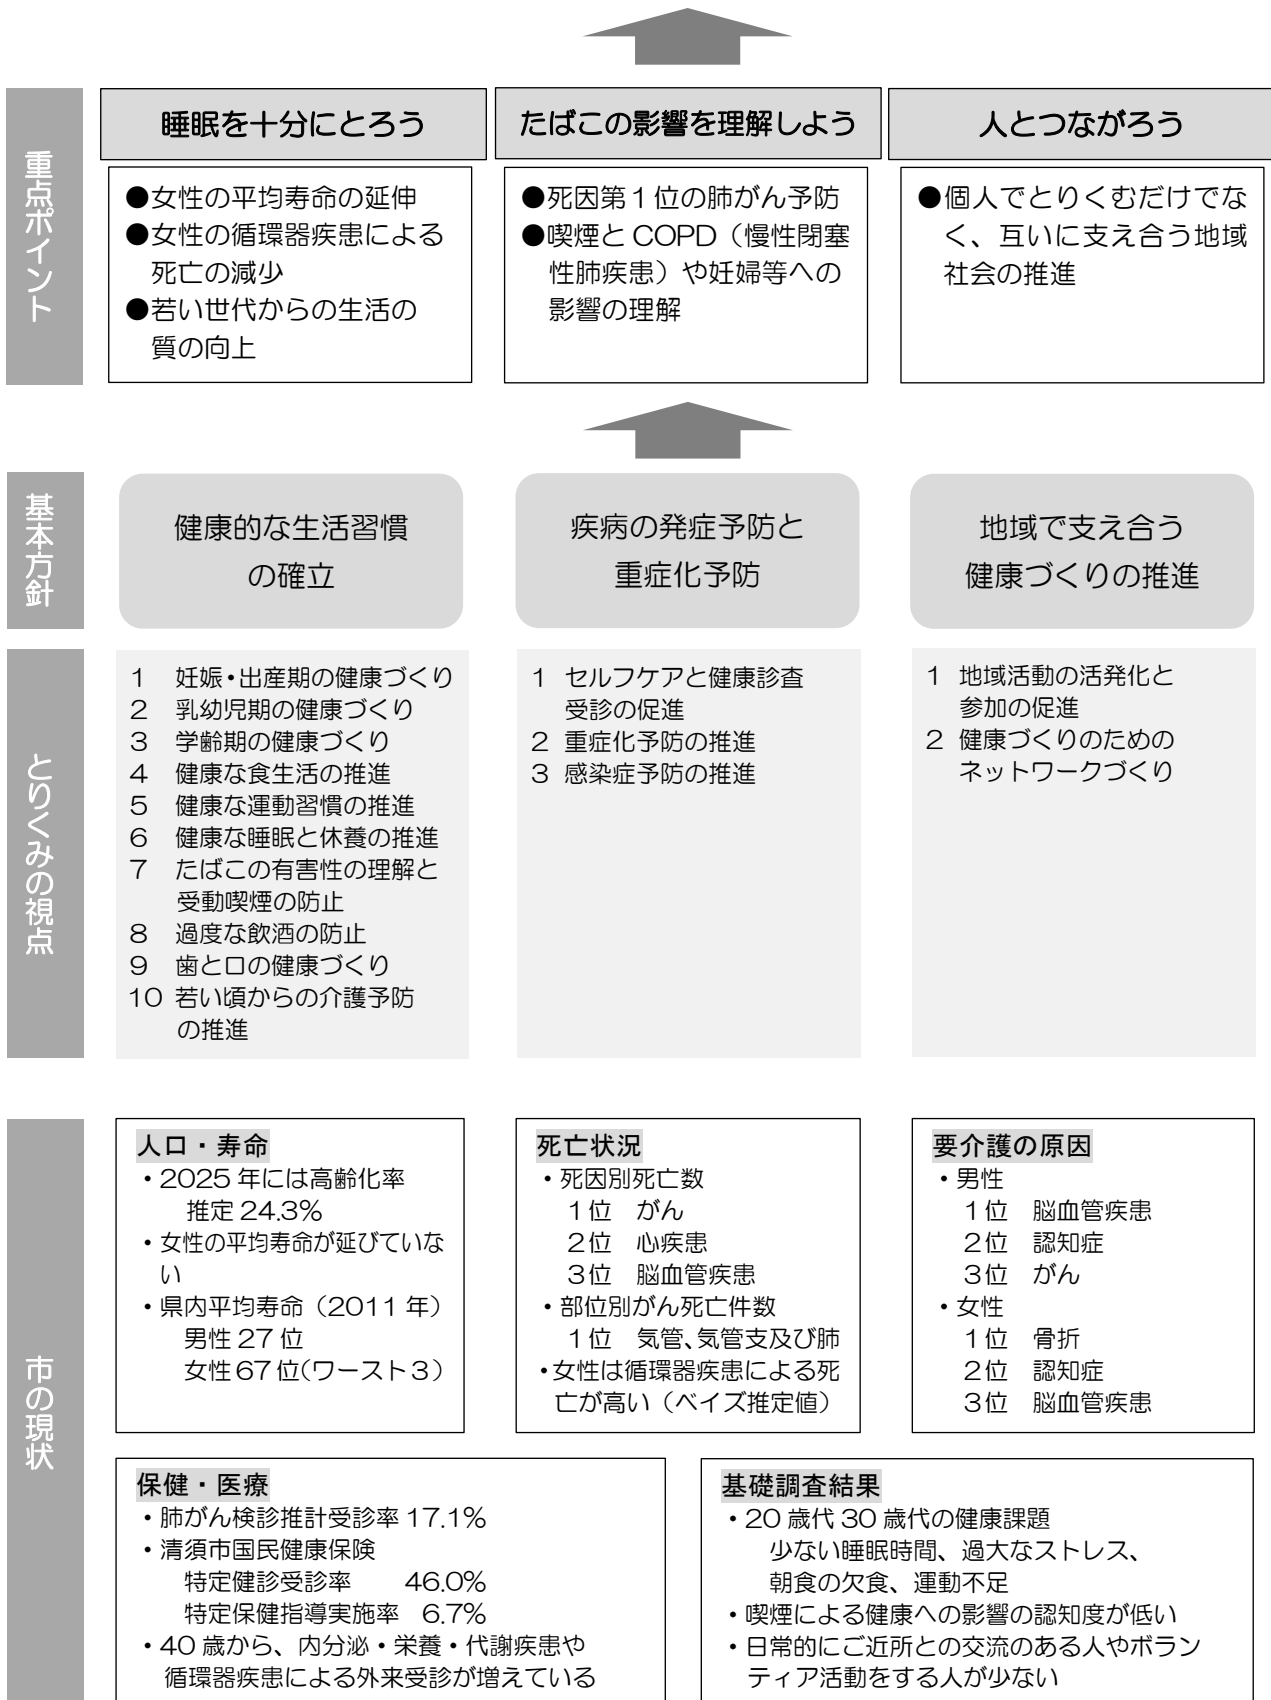 重点ポイント
睡眠を十分にとろう
●女性の平均寿命の延伸
●女性の循環器疾患による
死亡の減少
●若い世代からの生活の
質の向上
たばこの影響を理解しよう
●死因第1位の肺がん予防
●喫煙と COPD（慢性閉塞
性肺疾患）や妊婦等への
影響の理解
人とつながろう
●個人でとりくむだけでな
く、互いに支え合う地域
社会の推進
基本方針
健康的な生活習慣
の確立
疾病の発症予防と
重症化予防
地域で支え合う
健康づくりの推進
とりくみの視点
1 妊娠・出産期の健康づくり
2 乳幼児期の健康づくり
3 学齢期の健康づくり
4 健康な食生活の推進
5 健康な運動習慣の推進
6 健康な睡眠と休養の推進
7 たばこの有害性の理解と
受動喫煙の防止
8 過度な飲酒の防止
9 歯と口の健康づくり
10 若い頃からの介護予防
の推進
1 セルフケアと健康診査
受診の促進
2 重症化予防の推進
3 感染症予防の推進
1 地域活動の活発化と
参加の促進
2 健康づくりのための
ネットワークづくり
市の現状
人口・寿命
・2025 年には高齢化率
推定 24.3%
・女性の平均寿命が延びていな
い
・県内平均寿命（2011 年）
男性 27 位
女性 67 位（ワースト3）
死亡状況
・死因別死亡数
1位 がん
2位 心疾患
3位 脳血管疾患
・部位別がん死亡件数
1位 気管、気管支及び肺
・女性は循環器疾患による死
亡が高い（ベイズ推定値）
要介護の原因
・男性
1位 脳血管疾患
2位 認知症
3位 がん
・女性
1位 骨折
2位 認知症
3位 脳血管疾患
保健・医療
・肺がん検診推計受診率 17.1%
・清須市国民健康保険
特定健診受診率 46.0%
特定保健指導実施率 6.7%
・40 歳から、内分泌・栄養・代謝疾患や
循環器疾患による外来受診が増えている
基礎調査結果
・20 歳代 30 歳代の健康課題
少ない睡眠時間、過大なストレス、
朝食の欠食、運動不足
・喫煙による健康への影響の認知度が低い
・日常的にご近所との交流のある人やボラン
ティア活動をする人が少ない